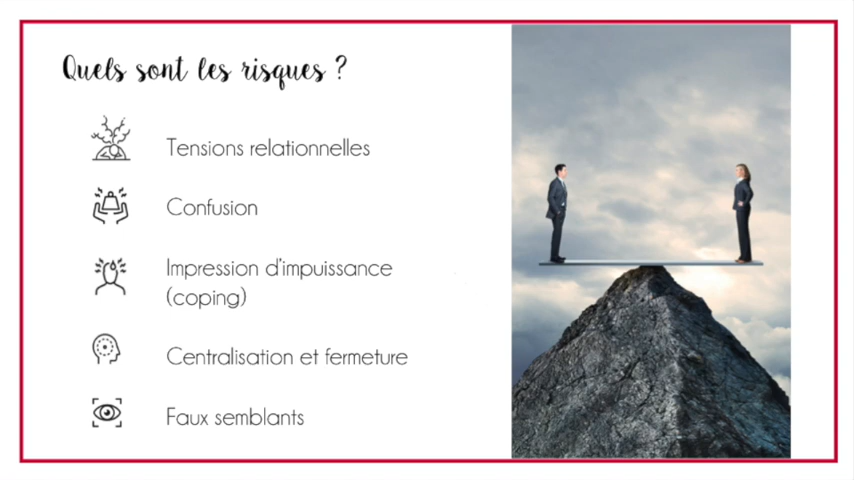 Quels sont les risques ?
Tensions relationnelles
Confusion
Impression d'impuissance
(coping)
Centralisation et fermeture
Faux semblants